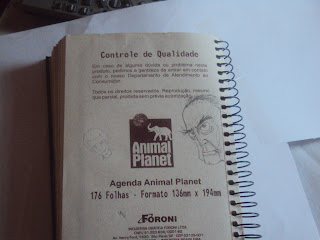 Controle de Qualidade
Em caso de alguma dúvida ou problema neste
produto, pedimos a gentileza de entrar em contato
com o nosso Departamento de Atendimento ao
Consumidor.
Todos os direitos reservados. Reprodução, mesmo
que parcial, proibida sem prévia autorização.
Animal
Planet
Agenda Animal Planet
176 Folhas - Formato 136mm x 194mm
FORONI